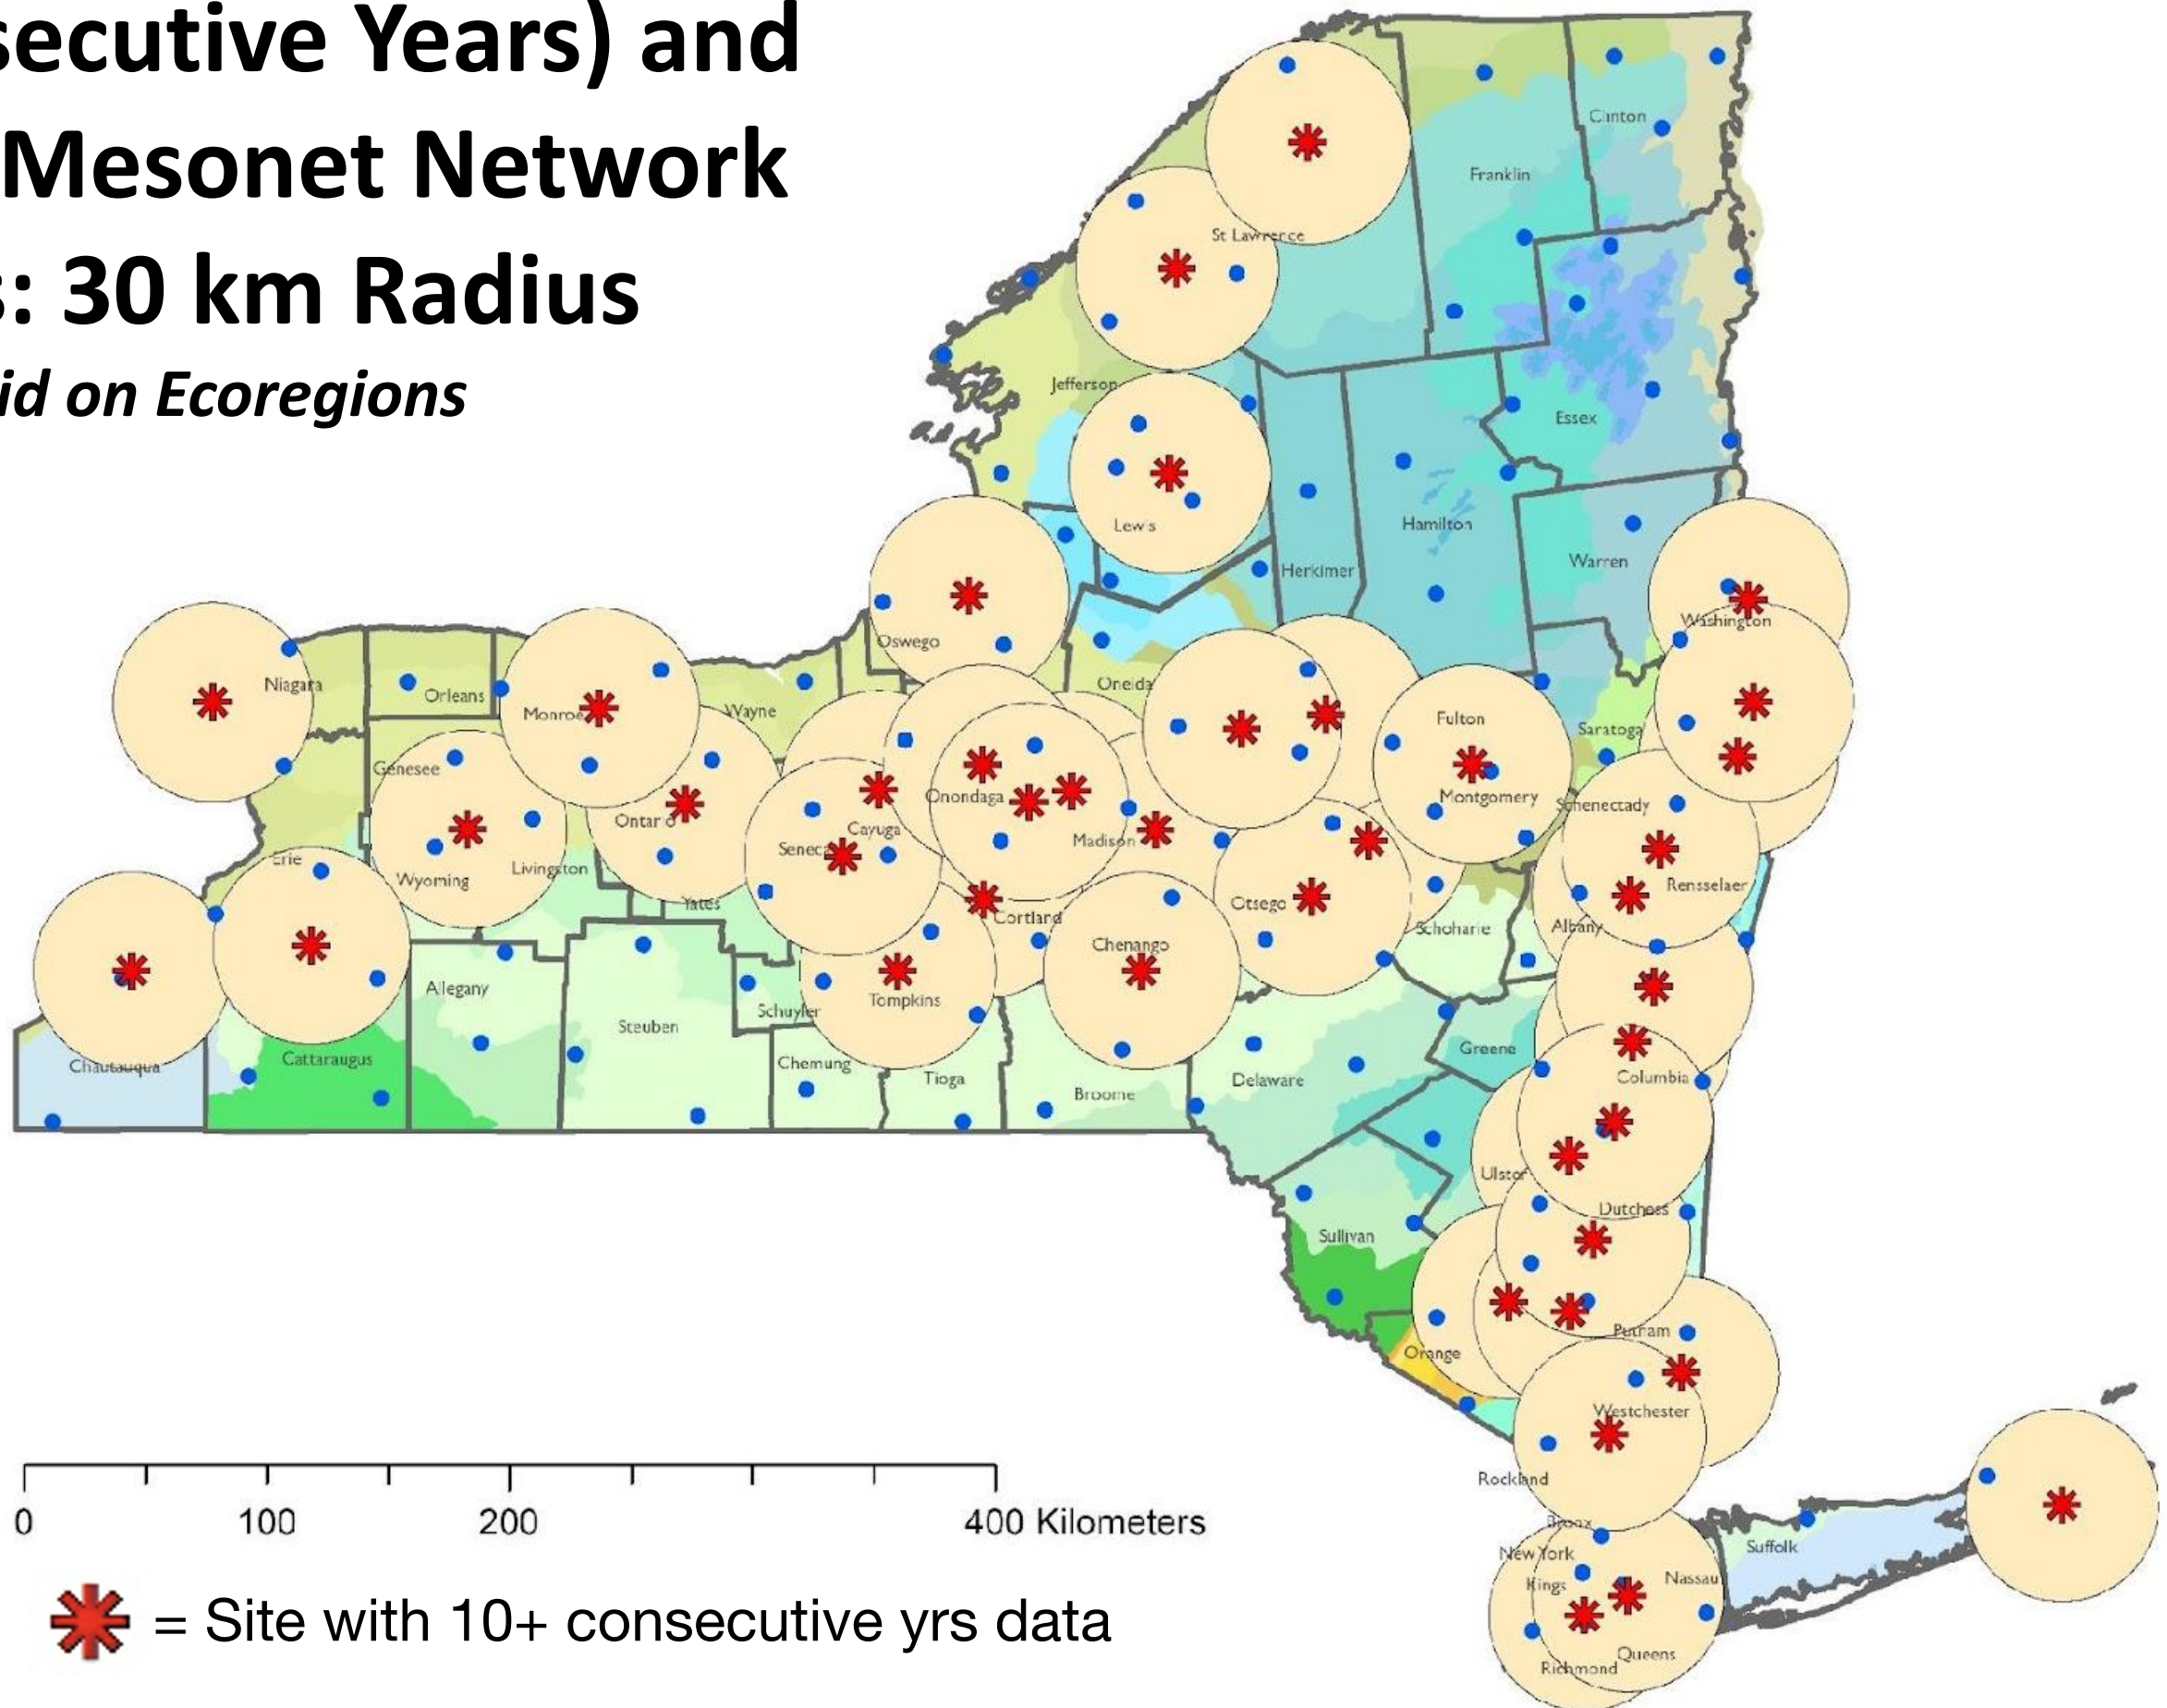 secutive Years) and
Mesonet Network
s: 30 km Radius
id on Ecoregions
Clinton
Franklin
St Lawrence
Jefferson
Essex
Lewis
Hamilton
Warren
Herkimer
Washington
Oswego
Niagara
Orleans
Oneida
Monroe
Wayne
Fulton
Saratoga
Genesee
Onondaga
Montgomery
Schenectady
Ontario
Cayuga
Madison
Seneca
Erie
Livingston
Wyoming
Rensselaer
Yates
Otsego
Cortland
Albany
Schoharie
Chenango
Allegany
Tompkins
Schuyler
Steuben
Greene
Cattaraugus
Chautauqua
Chemung
Tioga
Columbia
Delaware
Broome
Ulster
Dutchess
Sullivan
Putnam
Orange
Westchester
Rockland
0 100 200 400 Kilometers
Bronx
Suffolk
New York
Kings
Nassau
= Site with 10+ consecutive yrs data
Queens
Richmond